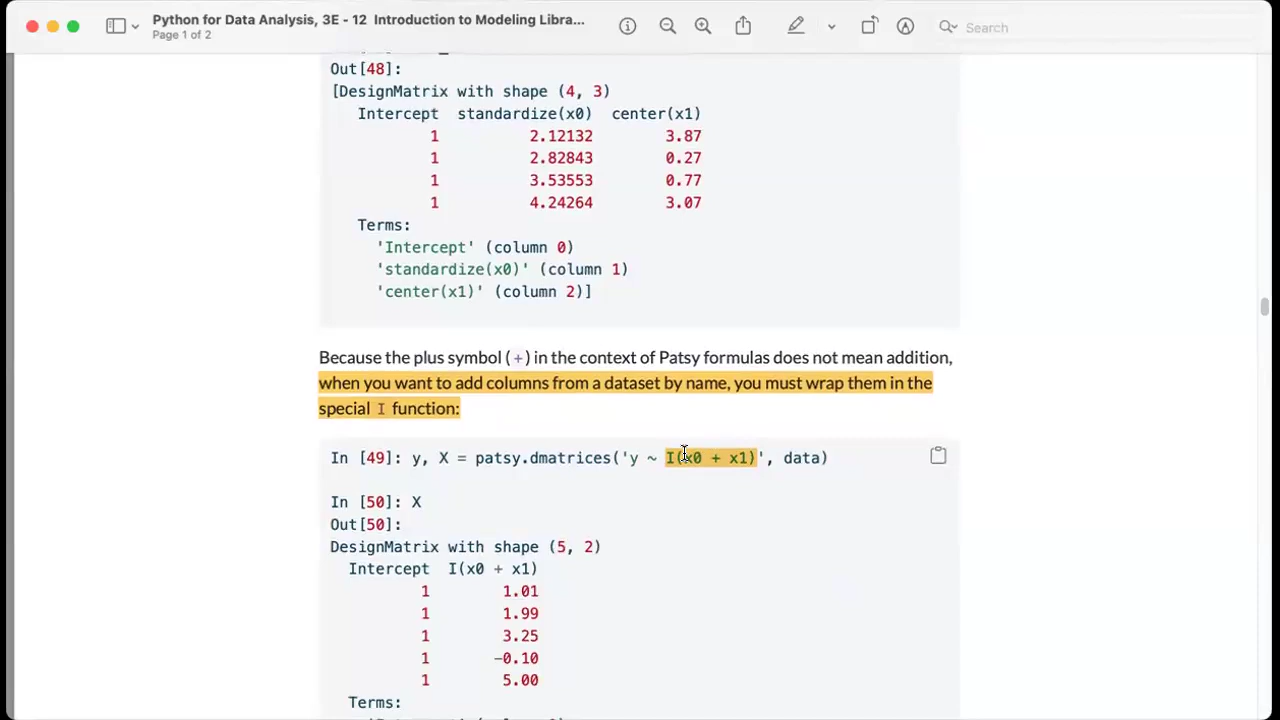 Python for Data Analysis, 3E - 12 Introduction to Modeling Libra...
Page 1 of 2
Search
Out[48]:
[DesignMatrix with shape (4, 3)
Intercept standardize(x0) center(x1)
1 2.12132 3.87
1 2.82843 0.27
1 3.53553 0.77
1 4.24264 3.07
Terms:
'Intercept' (column 0)
'standardize(x0)' (column 1)
'center(x1)' (column 2)]
Because the plus symbol (+) in the context of Patsy formulas does not mean addition,
when you want to add columns from a dataset by name, you must wrap them in the
special I function:
In [49]: y, X = patsy.dmatrices('y ~ I(x0 + x1)', data)
In [50]: X
Out[50]:
DesignMatrix with shape (5, 2)
Intercept I(x0 + x1)
1 1.01
1 1.99
1 3.25
1 -0.10
1 5.00
Terms: